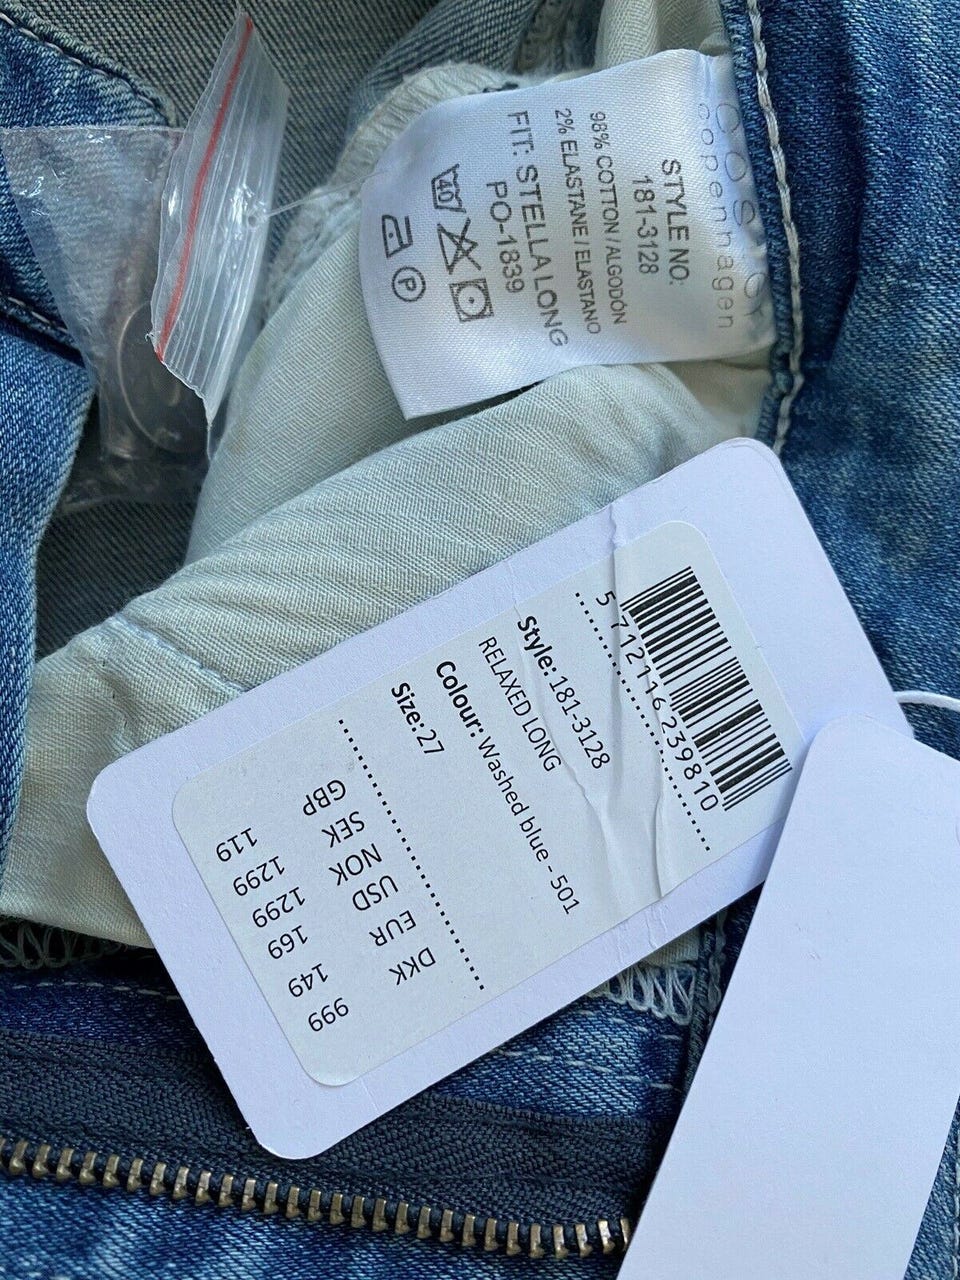 copenhagen
STYLE NO:
181-3128
98% COTTON / ALGODÓN
2% ELASTANE / ELASTANO
FIT: STELLA LONG
PO-1839
40
P
5 712116 239810
Style: 181-3128
RELAXED LONG
Colour: Washed blue - 501
Size: 27
DKK 999
EUR 149
USD 169
NOK 1299
SEK 1299
GBP 119